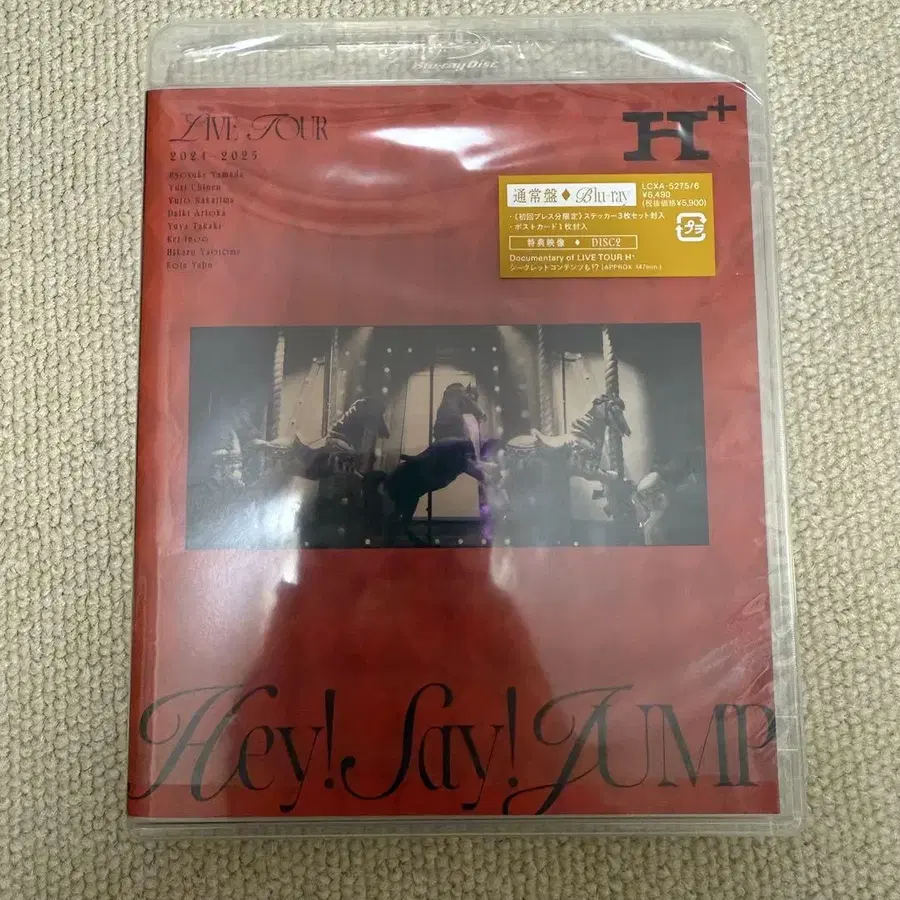 Blu-ray Disc
LIVE TOUR
2024-2025
Ryosuke Yamada
Yuri Chinen
Yuto Nakajima
Daiki Arioka
Yuya Takaki
Kei Inoo
Hikaru Yaotome
Kota Yabu
H+
通常盤♦Blu-ray
LCXA-5275/6
¥6,490
(税抜価格¥5,900)
・《初回プレス分限定》ステッカー3枚セット封入
・ポストカード1枚封入
プラ
特典映像 ♦ DISC2
Documentary of LIVE TOUR H+
シークレットコンテンツも!? (APPROX. 147min.)
Hey! Say! JUMP